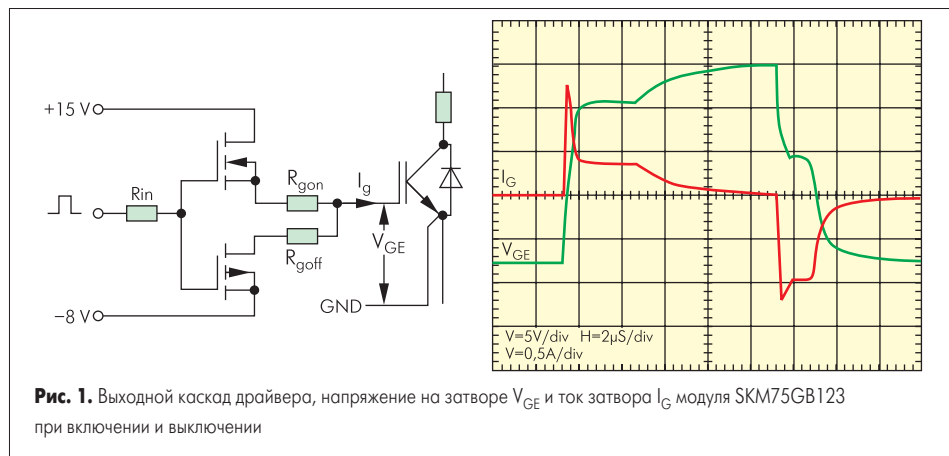 +15 V
Rin
Rgon
Ig
Rgoff
VGE
GND
−8 V
IG
VGE
V=5V/div H=2µS/div
V=0,5A/div
Рис. 1. Выходной каскад драйвера, напряжение на затворе VGE и ток затвора IG модуля SKM75GB123
при включении и выключении